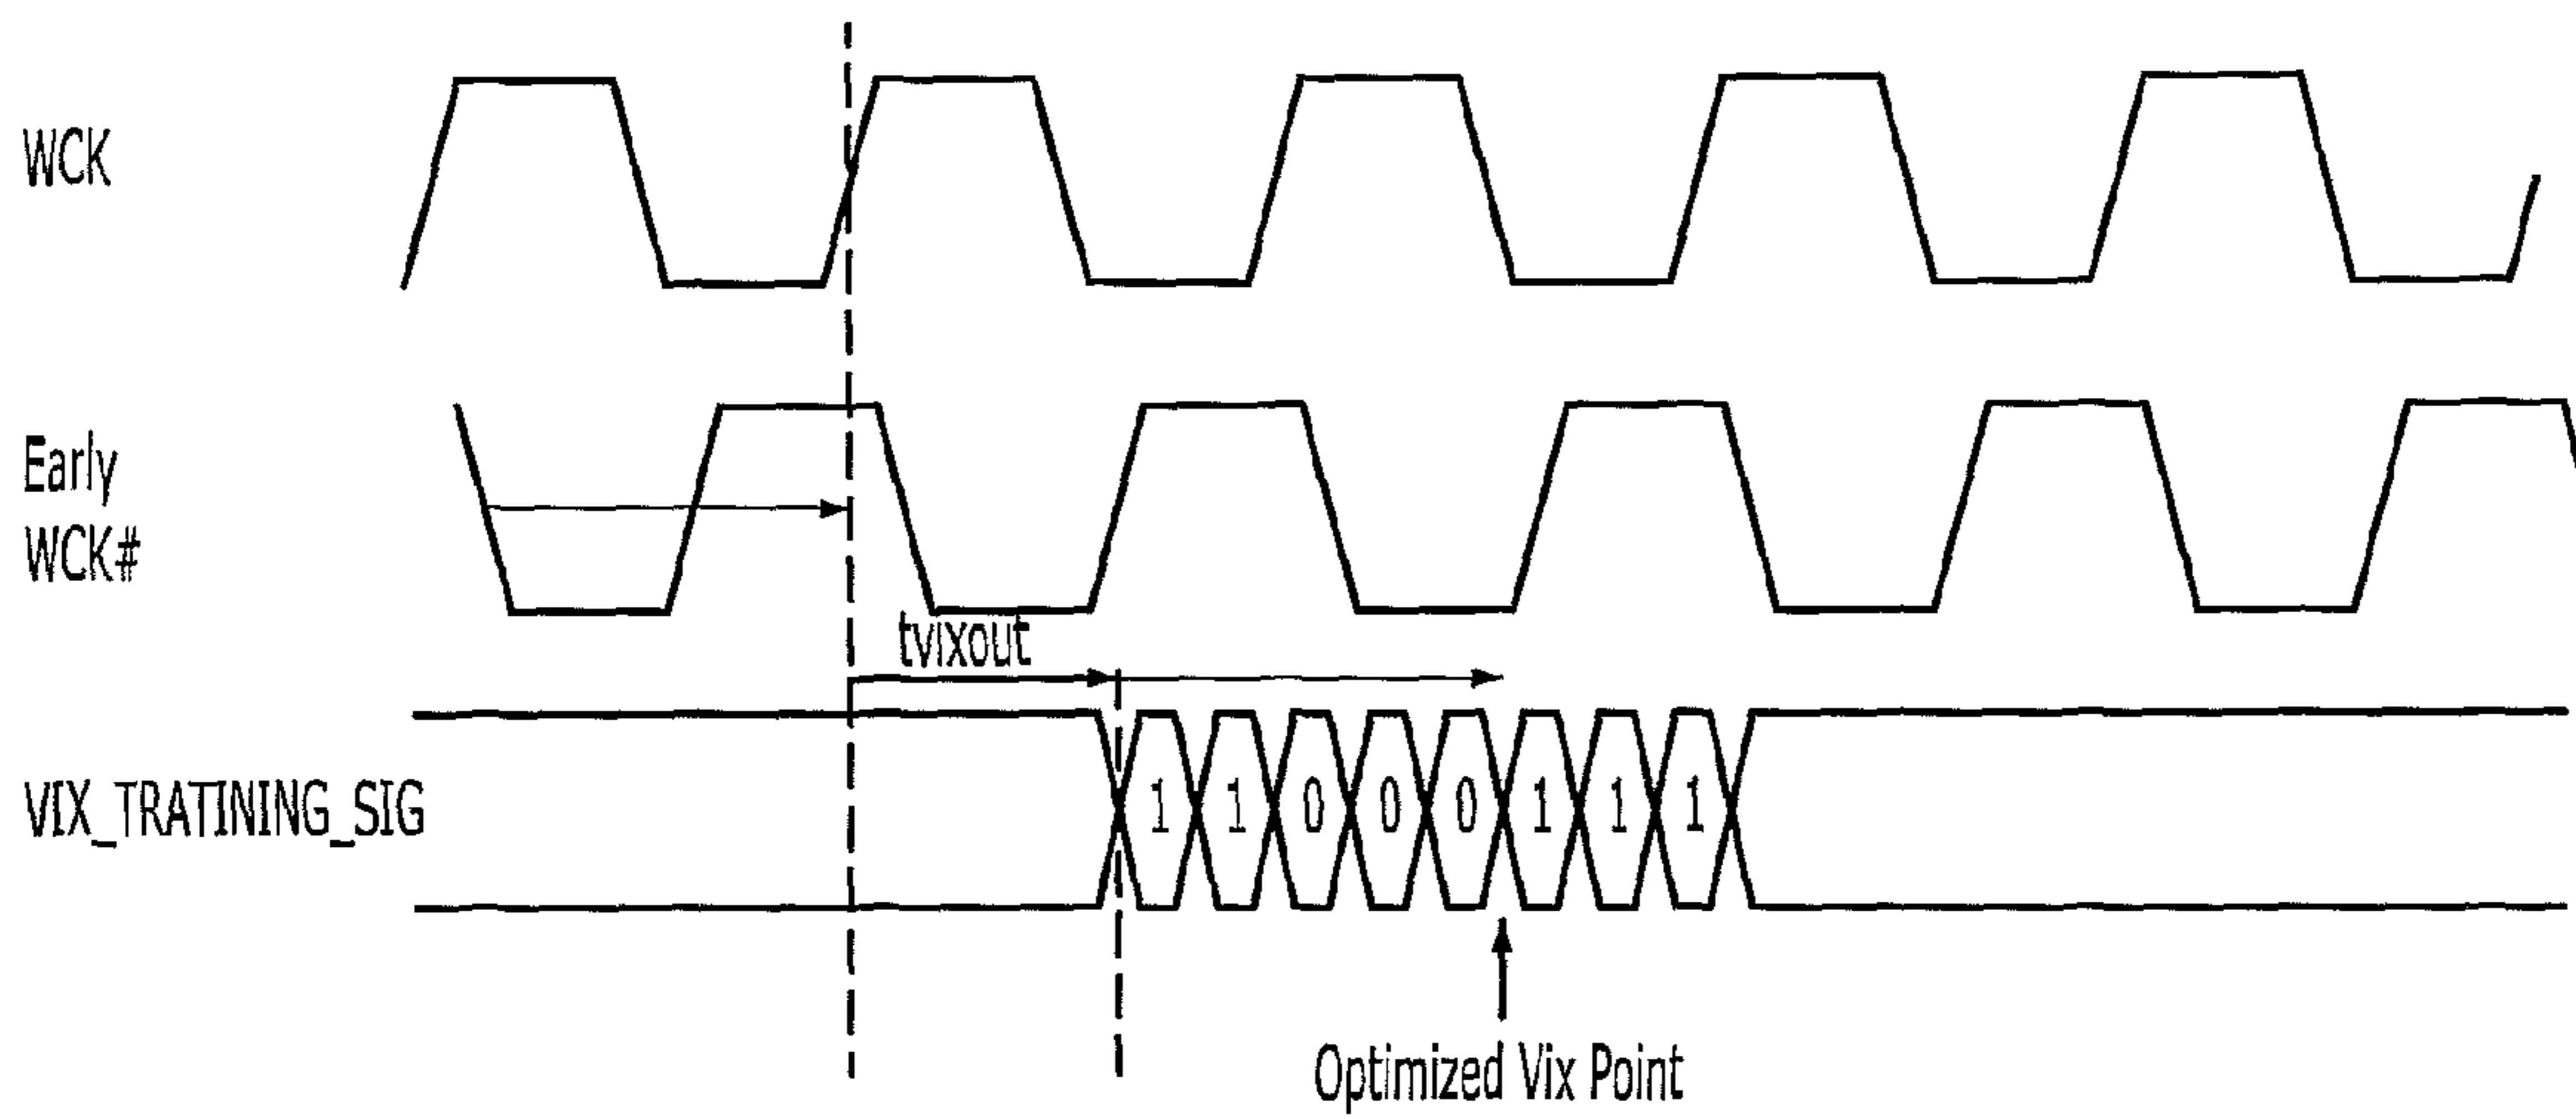 WCK
Early
WCK#
tvixout
VIX_TRATINING_SIG
1 1 0 0 0 1 1 1
Optimized Vix Point